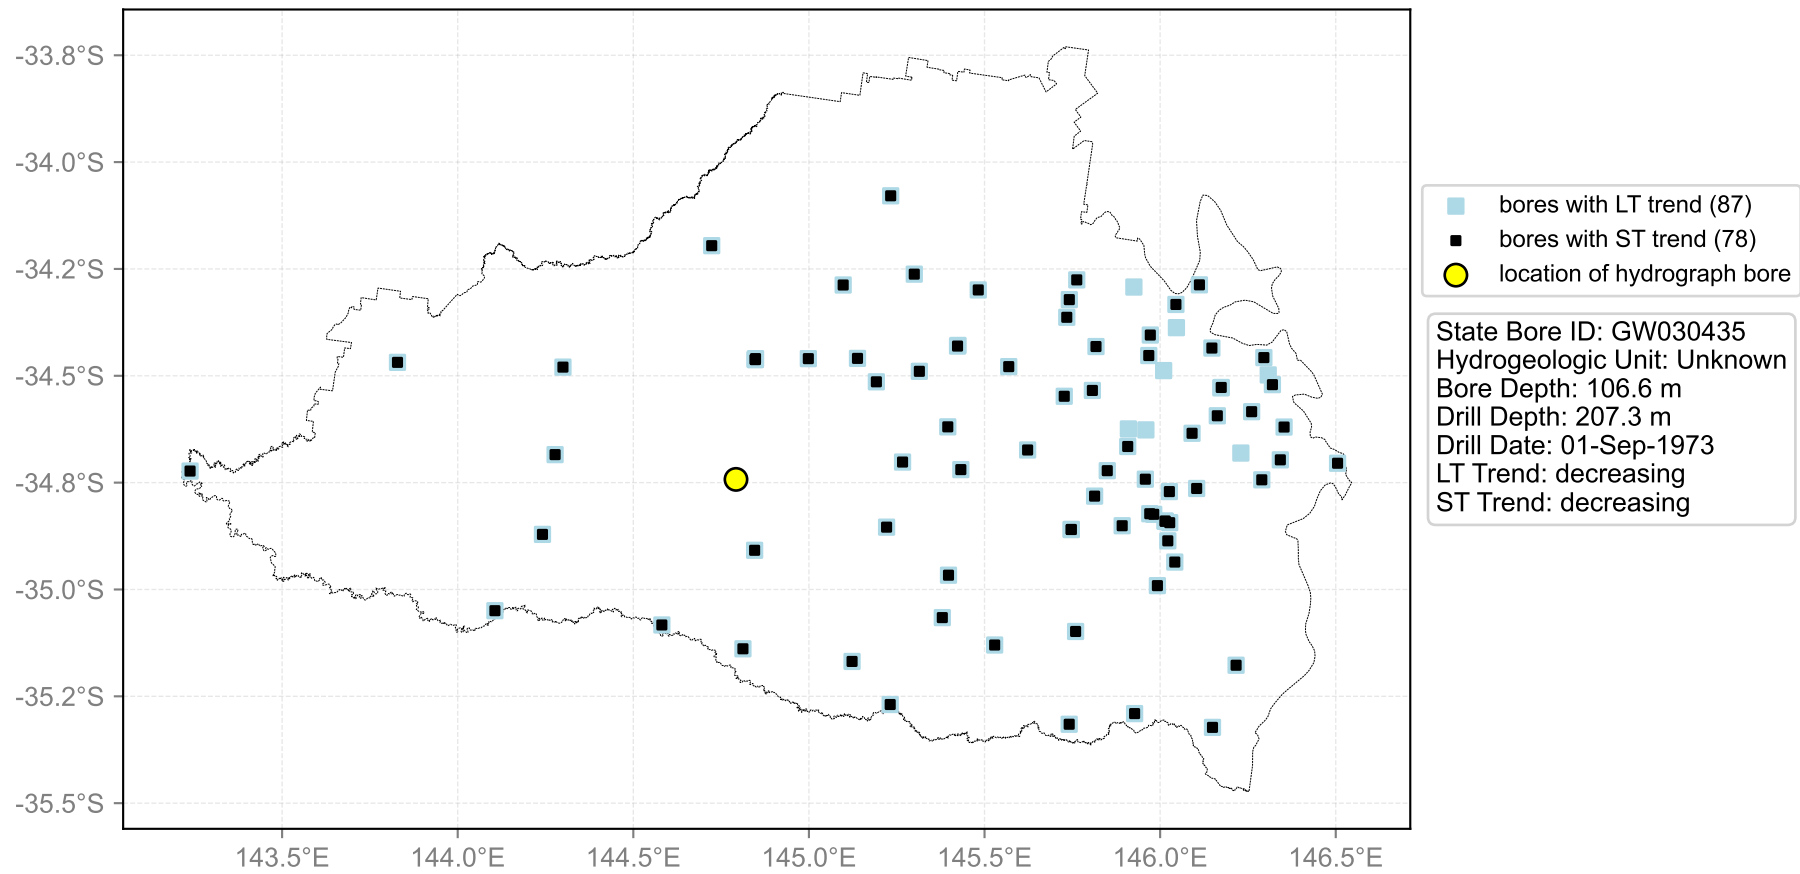 -33.8°S
-34.0°S
-34.2°S
-34.5°S
-34.8°S
-35.0°S
-35.2°S
-35.5°S
143.5°E
144.0°E
144.5°E
145.0°E
145.5°E
146.0°E
146.5°E
bores with LT trend (87)
bores with ST trend (78)
location of hydrograph bore
State Bore ID: GW030435
Hydrogeologic Unit: Unknown
Bore Depth: 106.6 m
Drill Depth: 207.3 m
Drill Date: 01-Sep-1973
LT Trend: decreasing
ST Trend: decreasing